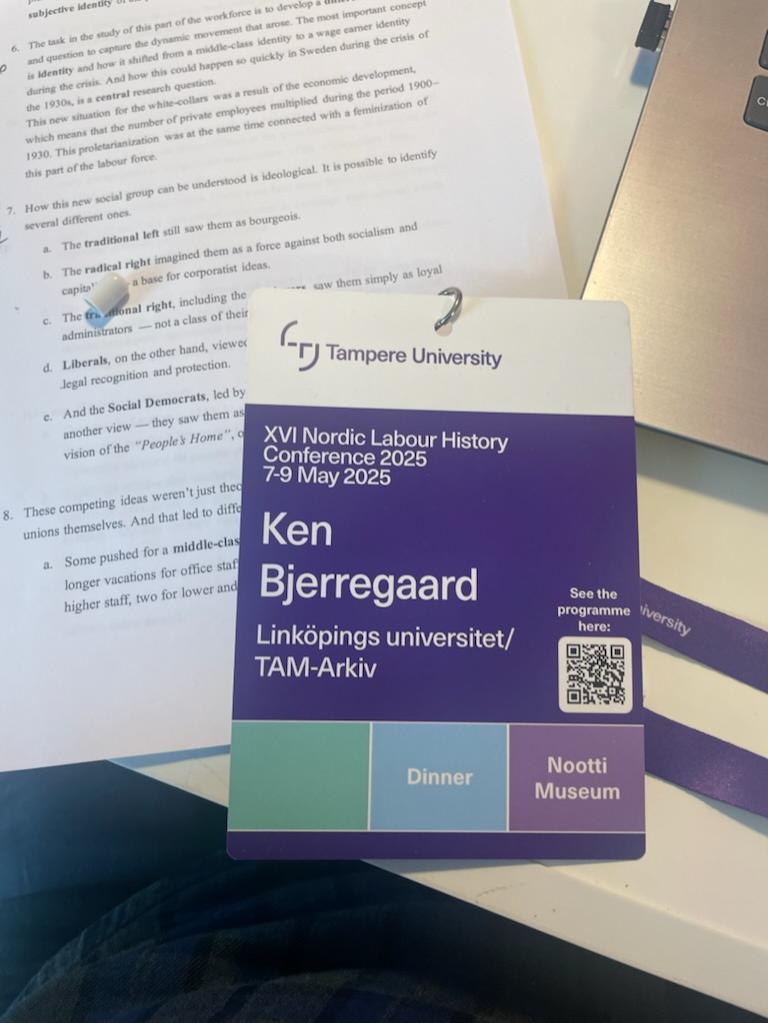 subjective identity
6. The task in the study of this part of the workforce is to develop a
and question to capture the dynamic movement that arose. The most important concept
is identity and how it shifted from a middle-class identity to a wage earner identity
during the crisis. And how this could happen so quickly in Sweden during the crisis of
the 1930s, is a central research question.
This new situation for the white-collars was a result of the economic development,
which means that the number of private employees multiplied during the period 1900–
1930. This proletarianization was at the same time connected with a feminization of
this part of the labour force.
7. How this new social group can be understood is ideological. It is possible to identify
several different ones.
a. The traditional left still saw them as bourgeois.
b. The radical right imagined them as a force against both socialism and
a base for corporatist ideas.
c. The right, including the saw them simply as loyal
administrators — not a class of their
d. Liberals, on the other hand, viewed
legal recognition and protection.
e. And the Social Democrats, led by
another view — they saw them as
vision of the "People's Home",
8. These competing ideas weren't just
unions themselves. And that led to
a. Some pushed for a
longer vacations for office
higher staff, two for lower and
Tampere University
XVI Nordic Labour History
Conference 2025
7-9 May 2025
Ken
Bjerregaard
Linköpings universitet/
TAM-Arkiv
See the
programme
here:
Dinner
Nootti
Museum
iversity